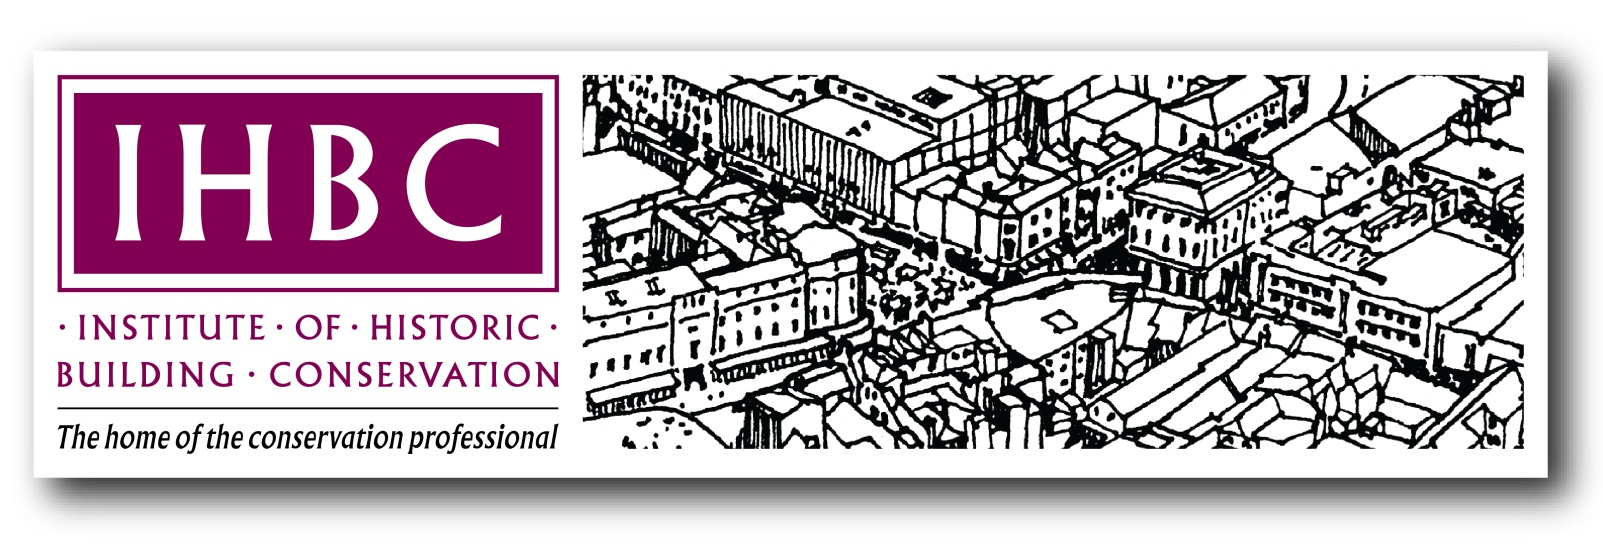 IHBC
· INSTITUTE · OF · HISTORIC ·
BUILDING · CONSERVATION
The home of the conservation professional